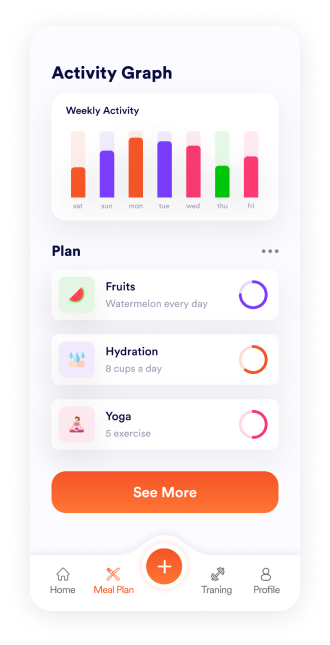 Activity Graph
Weekly Activity
sat sun mon tue wed thu fri
Plan
Fruits
Watermelon every day
Hydration
8 cups a day
Yoga
5 exercise
See More
Home Meal Plan Traning Profile